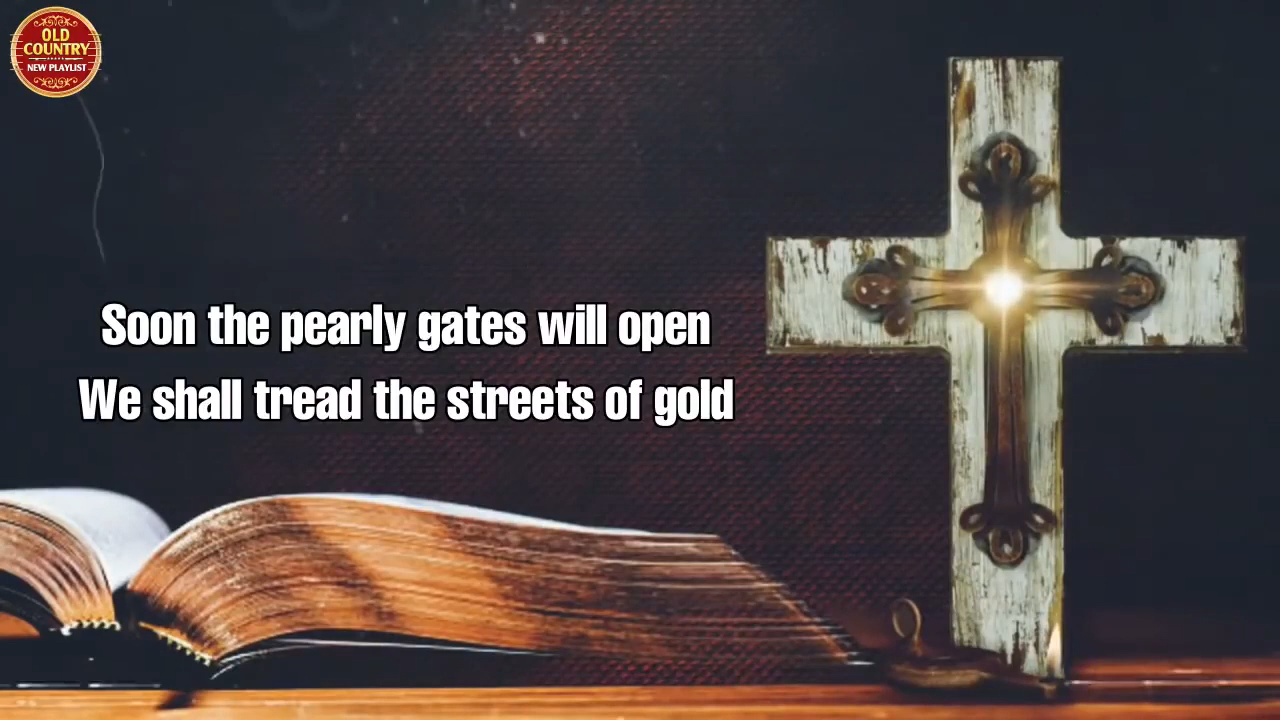 OLD
COUNTRY
NEW PLAYLIST
Soon the pearly gates will open
We shall tread the streets of gold